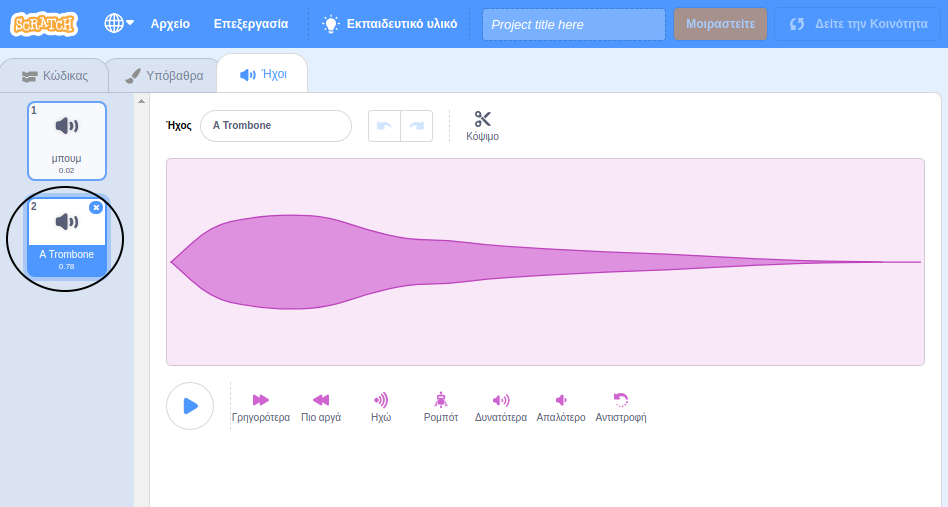 SCRATCH Αρχείο Επεξεργασία Εκπαιδευτικό υλικό Project title here Μοιραστείτε Δείτε την Κοινότητα
Κώδικας Υπόβαθρα Ήχοι
1
μπουμ
0.02
2
A Trombone
0.78
Ήχος A Trombone
Κόψιμο
Γρηγορότερα Πιο αργά Ηχώ Ρομπότ Δυνατότερα Απαλότερο Αντιστροφή